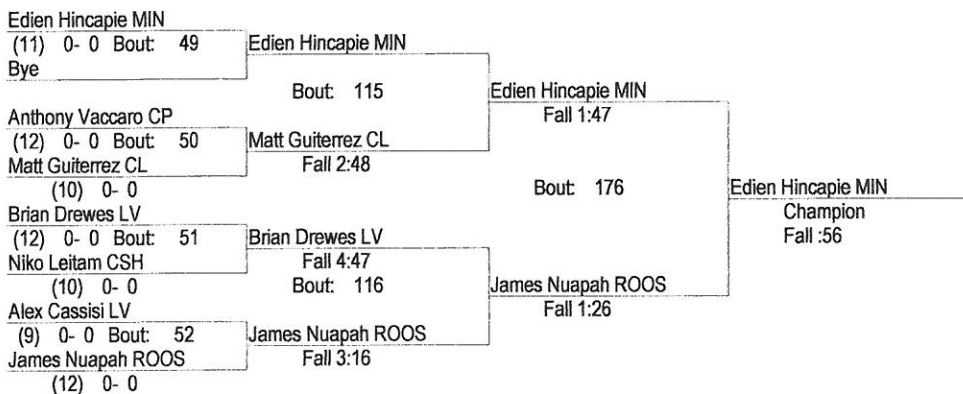 Edien Hincapie MIN
(11) 0- 0 Bout: 49
Bye
Edien Hincapie MIN
Bout: 115
Anthony Vaccaro CP
(12) 0- 0 Bout: 50
Matt Guiterrez CL
(10) 0- 0
Matt Guiterrez CL
Fall 2:48
Edien Hincapie MIN
Fall 1:47
Bout: 176
Brian Drewes LV
(12) 0- 0 Bout: 51
Niko Leitam CSH
(10) 0- 0
Brian Drewes LV
Fall 4:47
Bout: 116
Alex Cassisi LV
(9) 0- 0 Bout: 52
James Nuapah ROOS
(12) 0- 0
James Nuapah ROOS
Fall 3:16
James Nuapah ROOS
Fall 1:26
Edien Hincapie MIN
Champion
Fall :56